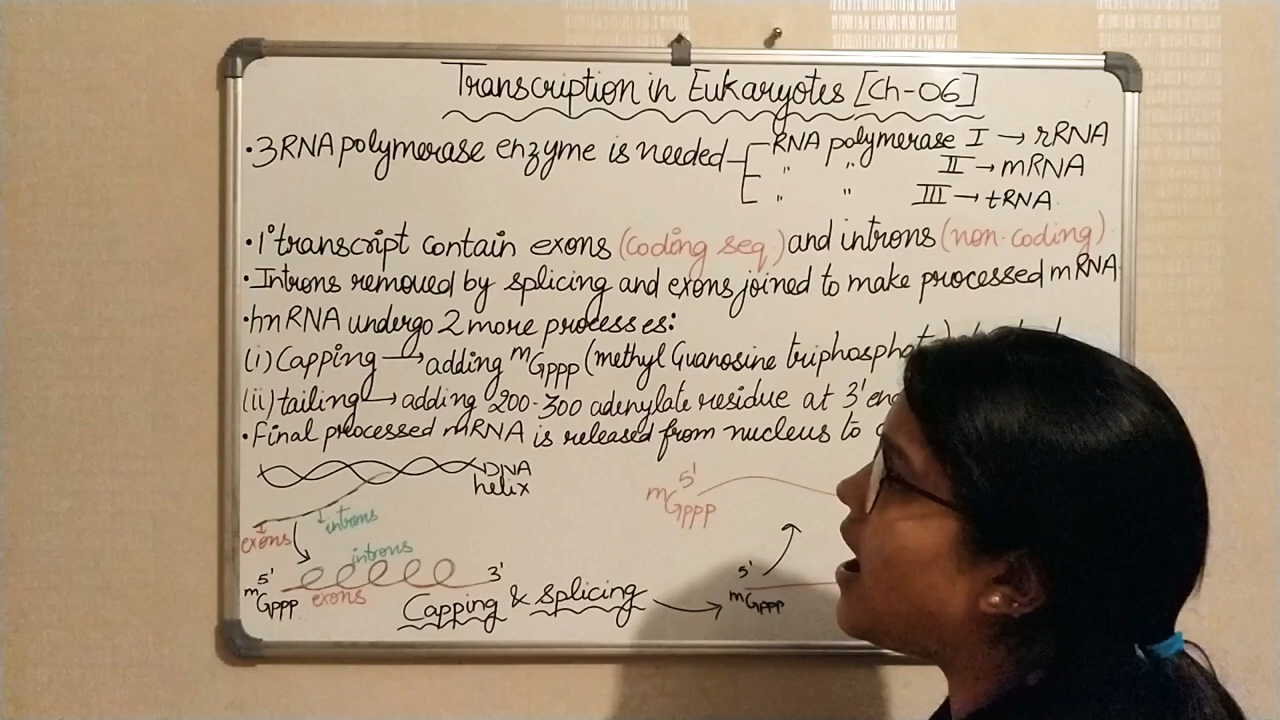 Transcription in Eukaryotes [Ch-06]
• 3 RNA polymerase enzyme is needed RNA polymerase I → rRNA
" " II → mRNA
" " III → tRNA
• 1° transcript contain exons (coding seq.) and introns (non-coding)
• Introns removed by splicing and exons joined to make processed mRNA
• hnRNA undergo 2 more processes:
(i) Capping → adding mGppp (methyl Guanosine triphosphate)
(ii) tailing → adding 200-300 adenylate residue at 3' end
• Final processed mRNA is released from nucleus to
DNA
helix
introns
exons
introns
5' 3'
mGppp exons
Capping & splicing
5'
mGppp
5'
mGppp